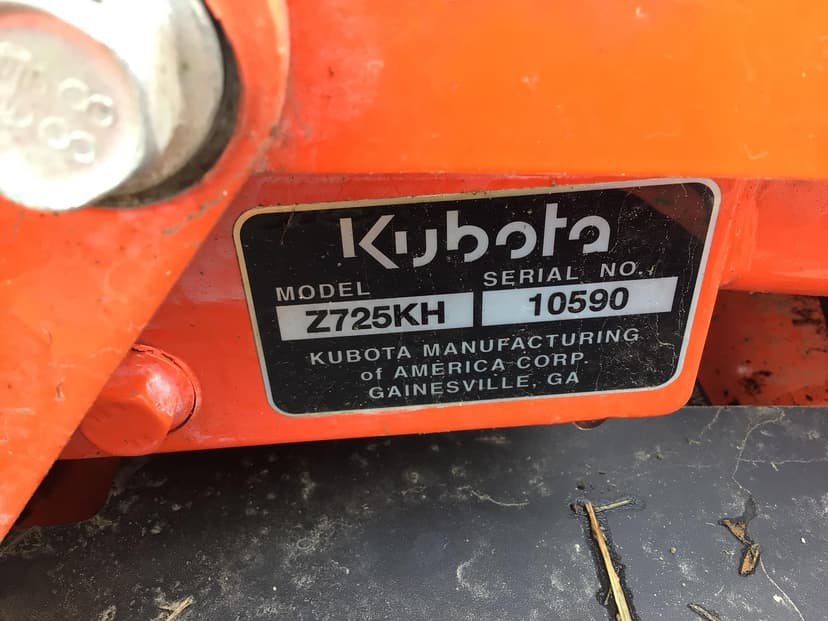 Kubota
MODEL SERIAL NO.
Z725KH 10590
KUBOTA MANUFACTURING
of AMERICA CORP.
GAINESVILLE, GA